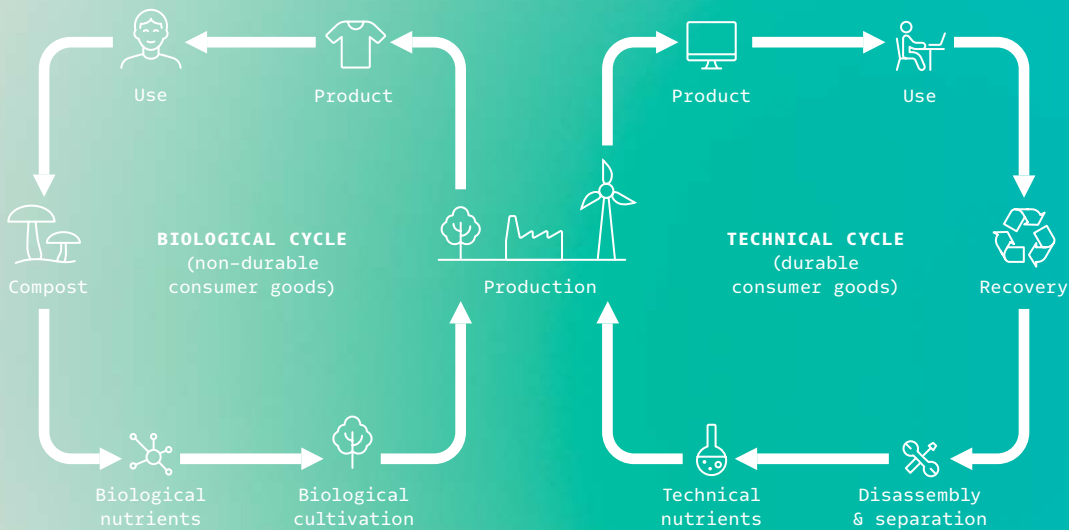 Use
Product
Product
Use
BIOLOGICAL CYCLE
(non-durable
consumer goods)
TECHNICAL CYCLE
(durable
consumer goods)
Compost
Production
Recovery
Biological
nutrients
Biological
cultivation
Technical
nutrients
Disassembly
& separation